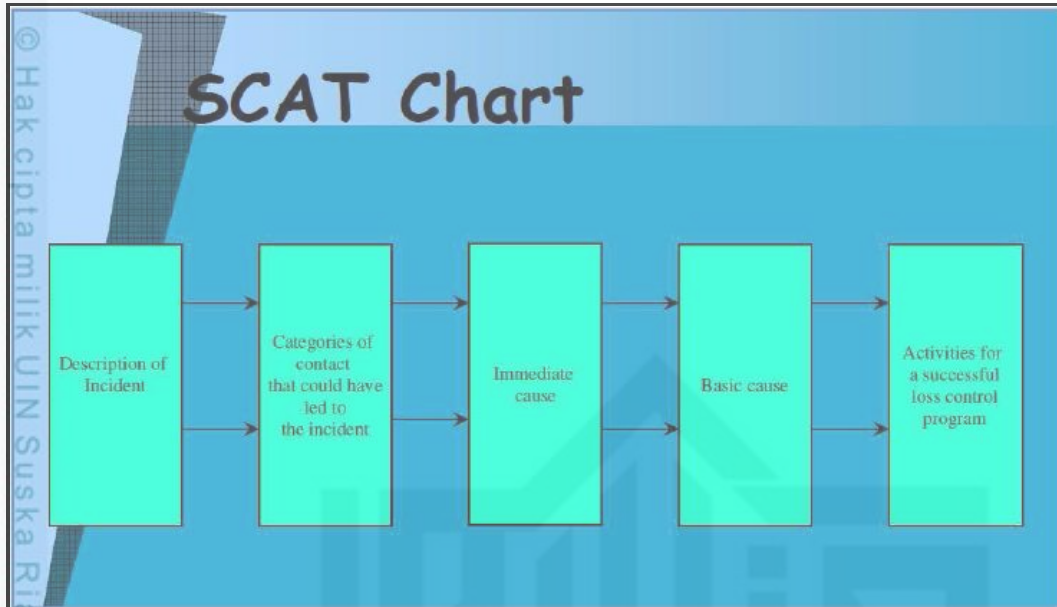 SCAT Chart
© Hak cipta milik UIN Suska Ria
Description of
Incident
Categories of
contact
that could have
led to
the incident
Immediate
cause
Basic cause
Activities for
a successful
loss control
program